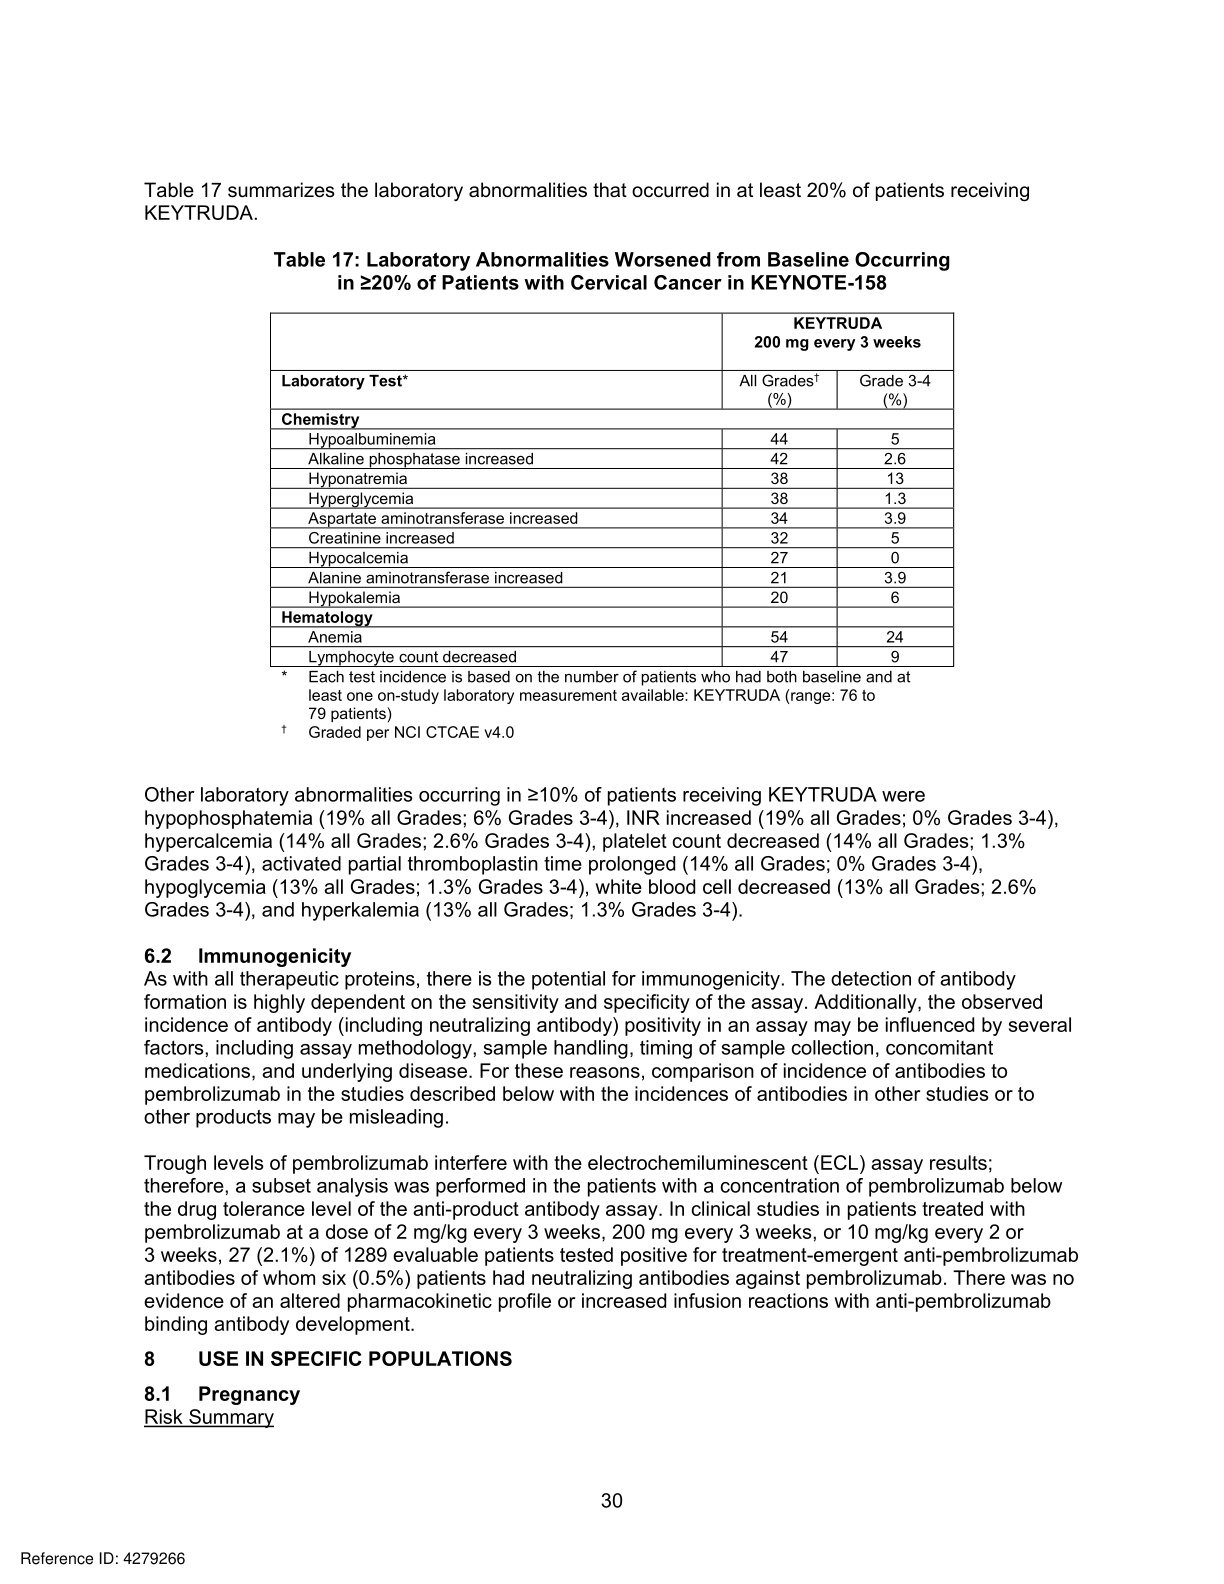 Table 17 summarizes the laboratory abnormalities that occurred in at least 20% of patients receiving
KEYTRUDA.
Table 17: Laboratory Abnormalities Worsened from Baseline Occurring
in ≥20% of Patients with Cervical Cancer in KEYNOTE-158
KEYTRUDA
200 mg every 3 weeks
Laboratory Test* All Grades† Grade 3-4
(%) (%)
Chemistry
Hypoalbuminemia 44 5
Alkaline phosphatase increased 42 2.6
Hyponatremia 38 13
Hyperglycemia 38 1.3
Aspartate aminotransferase increased 34 3.9
Creatinine increased 32 5
Hypocalcemia 27 0
Alanine aminotransferase increased 21 3.9
Hypokalemia 20 6
Hematology
Anemia 54 24
Lymphocyte count decreased 47 9
* Each test incidence is based on the number of patients who had both baseline and at
least one on-study laboratory measurement available: KEYTRUDA (range: 76 to
79 patients)
† Graded per NCI CTCAE v4.0
Other laboratory abnormalities occurring in ≥10% of patients receiving KEYTRUDA were
hypophosphatemia (19% all Grades; 6% Grades 3-4), INR increased (19% all Grades; 0% Grades 3-4),
hypercalcemia (14% all Grades; 2.6% Grades 3-4), platelet count decreased (14% all Grades; 1.3%
Grades 3-4), activated partial thromboplastin time prolonged (14% all Grades; 0% Grades 3-4),
hypoglycemia (13% all Grades; 1.3% Grades 3-4), white blood cell decreased (13% all Grades; 2.6%
Grades 3-4), and hyperkalemia (13% all Grades; 1.3% Grades 3-4).
6.2 Immunogenicity
As with all therapeutic proteins, there is the potential for immunogenicity. The detection of antibody
formation is highly dependent on the sensitivity and specificity of the assay. Additionally, the observed
incidence of antibody (including neutralizing antibody) positivity in an assay may be influenced by several
factors, including assay methodology, sample handling, timing of sample collection, concomitant
medications, and underlying disease. For these reasons, comparison of incidence of antibodies to
pembrolizumab in the studies described below with the incidences of antibodies in other studies or to
other products may be misleading.
Trough levels of pembrolizumab interfere with the electrochemiluminescent (ECL) assay results;
therefore, a subset analysis was performed in the patients with a concentration of pembrolizumab below
the drug tolerance level of the anti-product antibody assay. In clinical studies in patients treated with
pembrolizumab at a dose of 2 mg/kg every 3 weeks, 200 mg every 3 weeks, or 10 mg/kg every 2 or
3 weeks, 27 (2.1%) of 1289 evaluable patients tested positive for treatment-emergent anti-pembrolizumab
antibodies of whom six (0.5%) patients had neutralizing antibodies against pembrolizumab. There was no
evidence of an altered pharmacokinetic profile or increased infusion reactions with anti-pembrolizumab
binding antibody development.
8 USE IN SPECIFIC POPULATIONS
8.1 Pregnancy
Risk Summary
30
Reference ID: 4279266